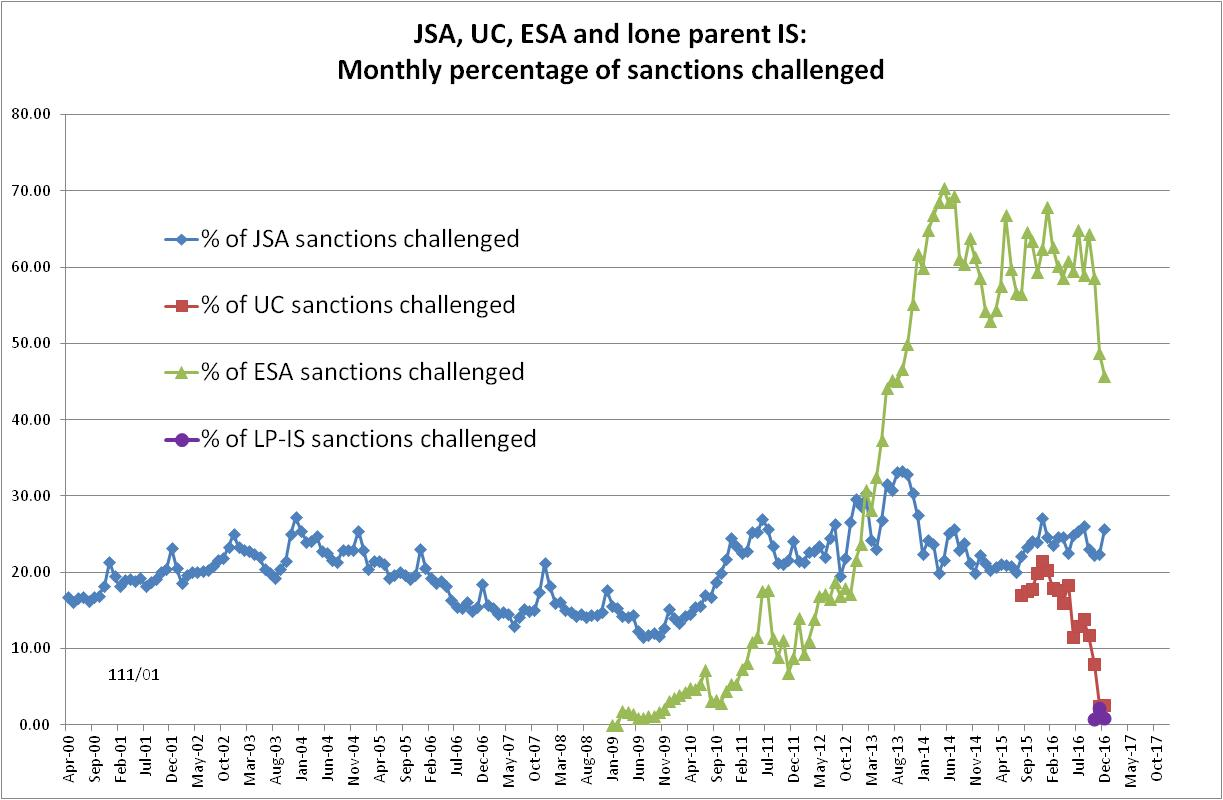 JSA, UC, ESA and lone parent IS:
Monthly percentage of sanctions challenged
80.00
70.00
60.00
50.00
40.00
30.00
20.00
10.00
0.00
% of JSA sanctions challenged
% of UC sanctions challenged
% of ESA sanctions challenged
% of LP-IS sanctions challenged
111/01
Apr-00
Sep-00
Feb-01
Jul-01
Dec-01
May-02
Oct-02
Mar-03
Aug-03
Jan-04
Jun-04
Nov-04
Apr-05
Sep-05
Feb-06
Jul-06
Dec-06
May-07
Oct-07
Mar-08
Aug-08
Jan-09
Jun-09
Nov-09
Apr-10
Sep-10
Feb-11
Jul-11
Dec-11
May-12
Oct-12
Mar-13
Aug-13
Jan-14
Jun-14
Nov-14
Apr-15
Sep-15
Feb-16
Jul-16
Dec-16
May-17
Oct-17